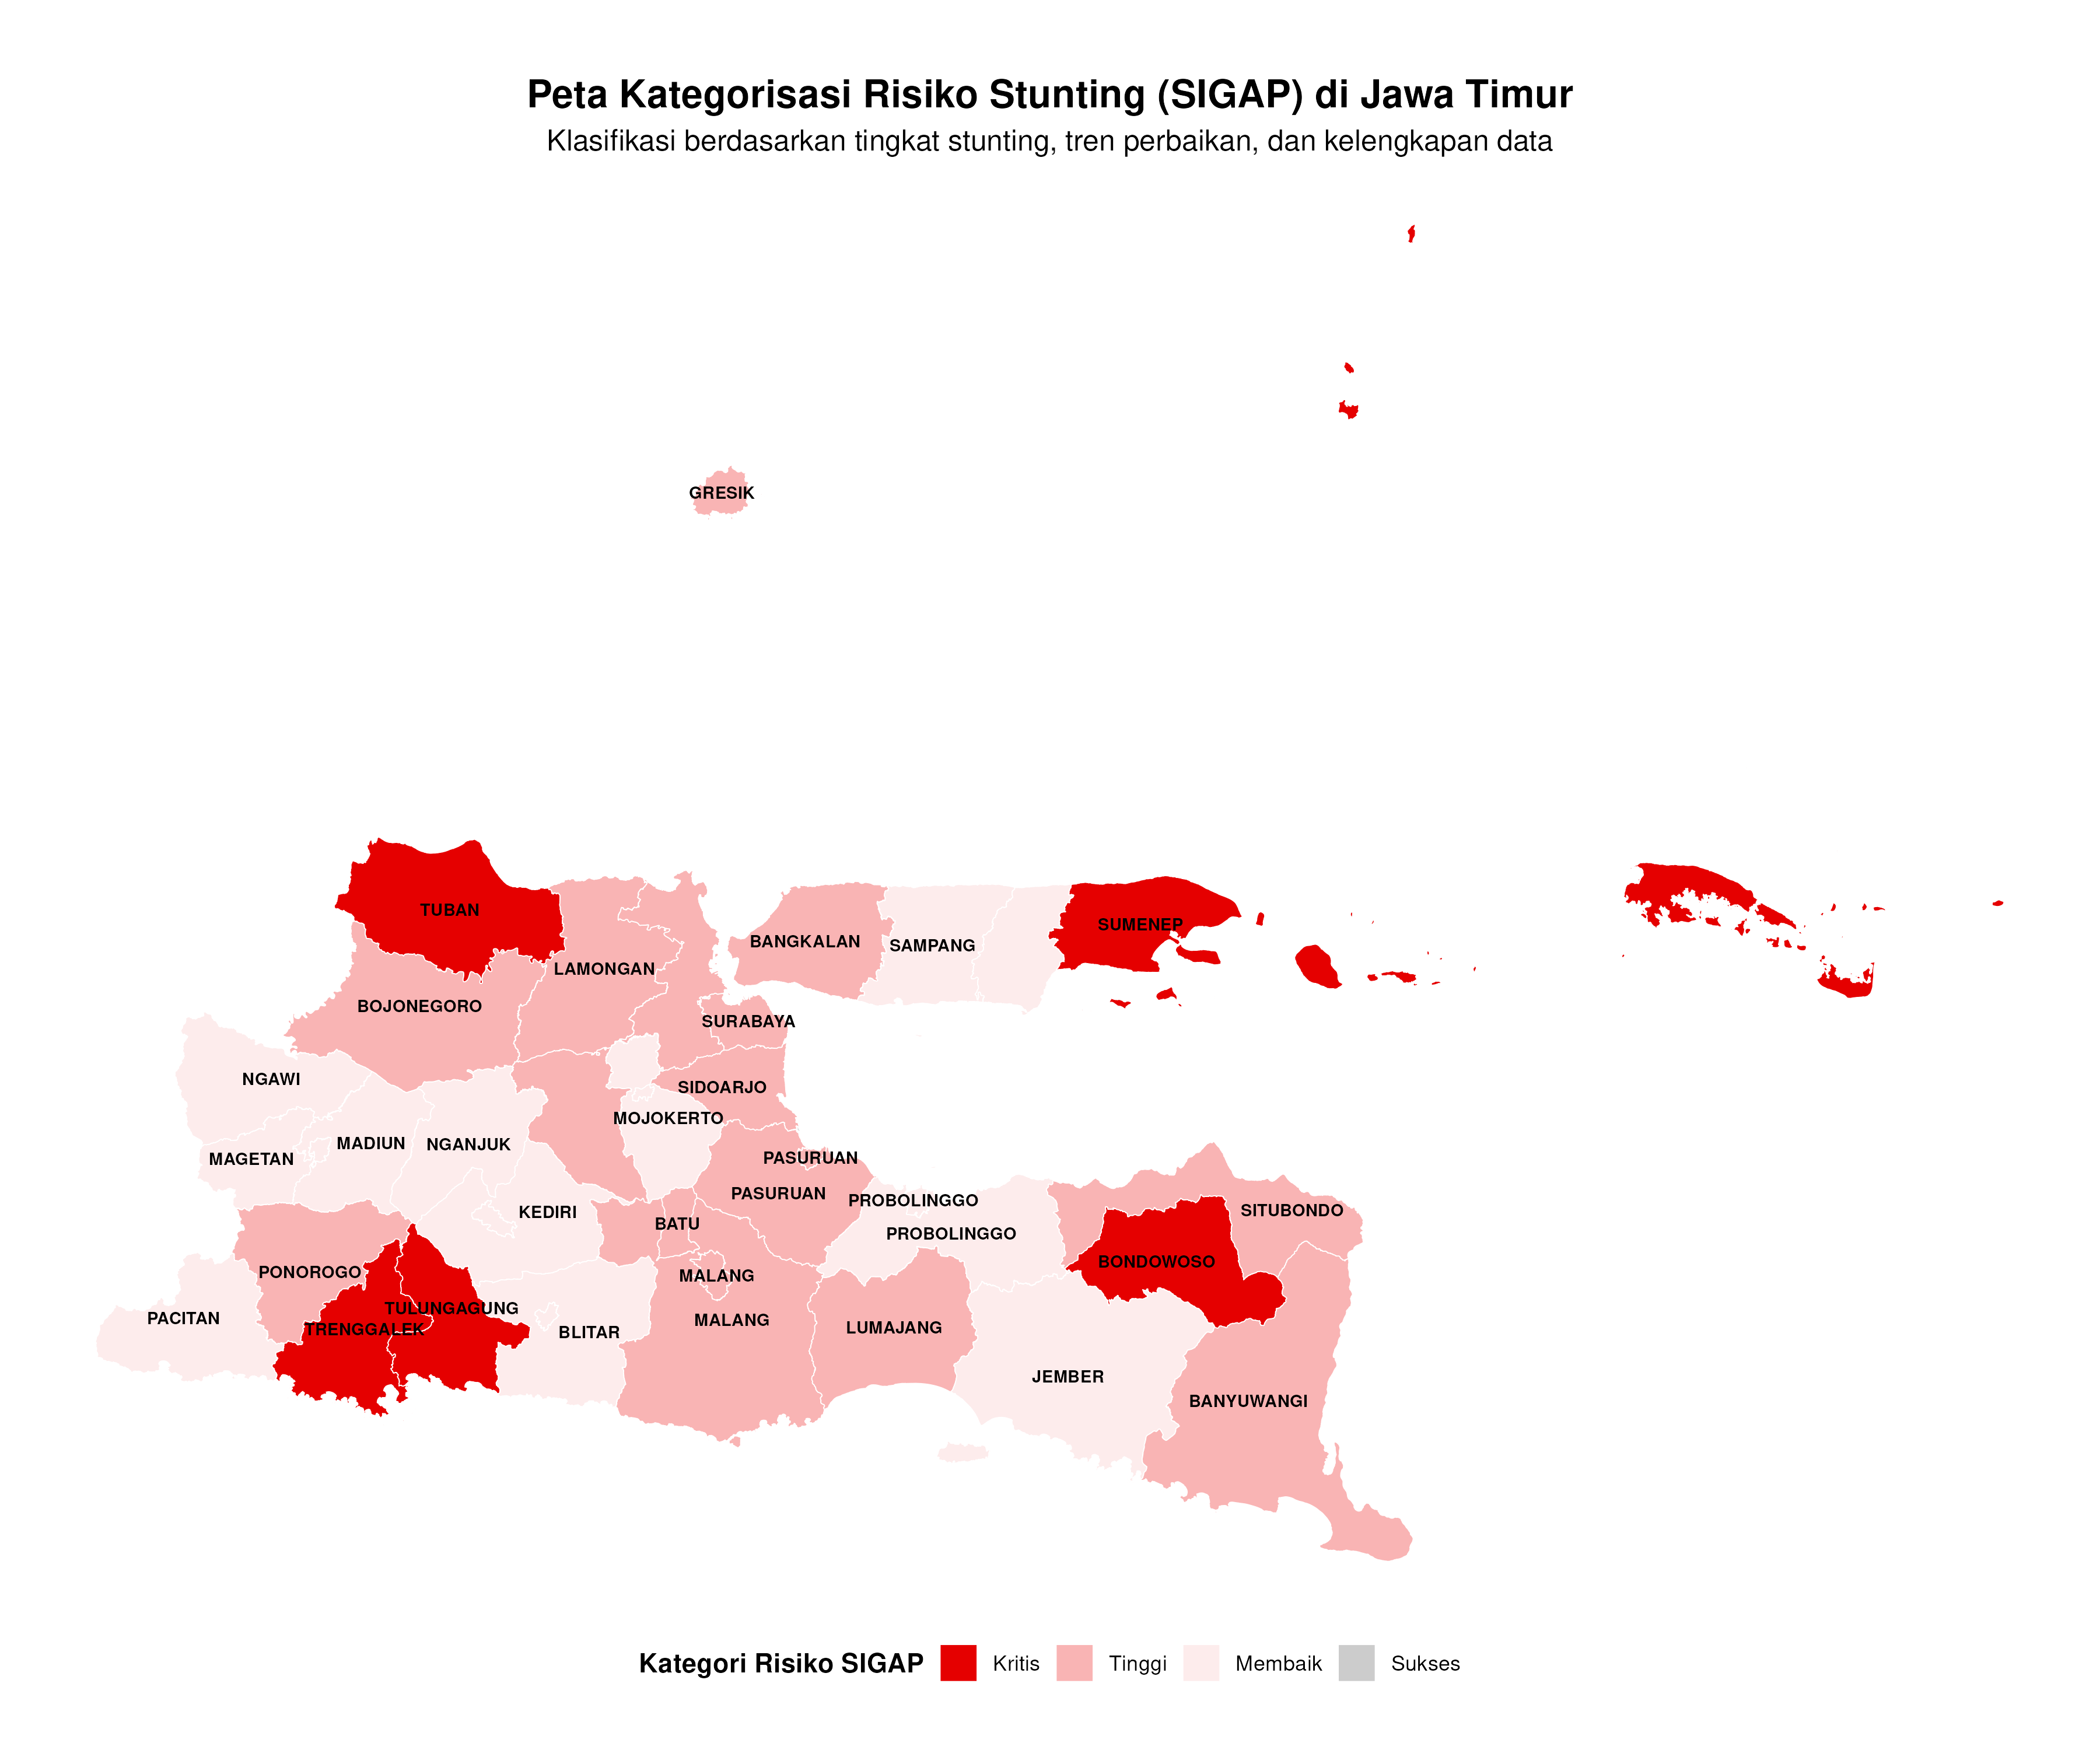 Peta Kategorisasi Risiko Stunting (SIGAP) di Jawa Timur
Klasifikasi berdasarkan tingkat stunting, tren perbaikan, dan kelengkapan data
GRESIK
TUBAN
SUMENEP
BANGKALAN
SAMPANG
LAMONGAN
BOJONEGORO
SURABAYA
NGAWI
SIDOARJO
MOJOKERTO
MADIUN
NGANJUK
MAGETAN
PASURUAN
PASURUAN
PROBOLINGGO
KEDIRI
SITUBONDO
BATU
PROBOLINGGO
BONDOWOSO
PONOROGO
MALANG
TULUNGAGUNG
PACITAN
MALANG
TRENGGALEK
BLITAR
LUMAJANG
JEMBER
BANYUWANGI
Kategori Risiko SIGAP
Kritis
Tinggi
Membaik
Sukses